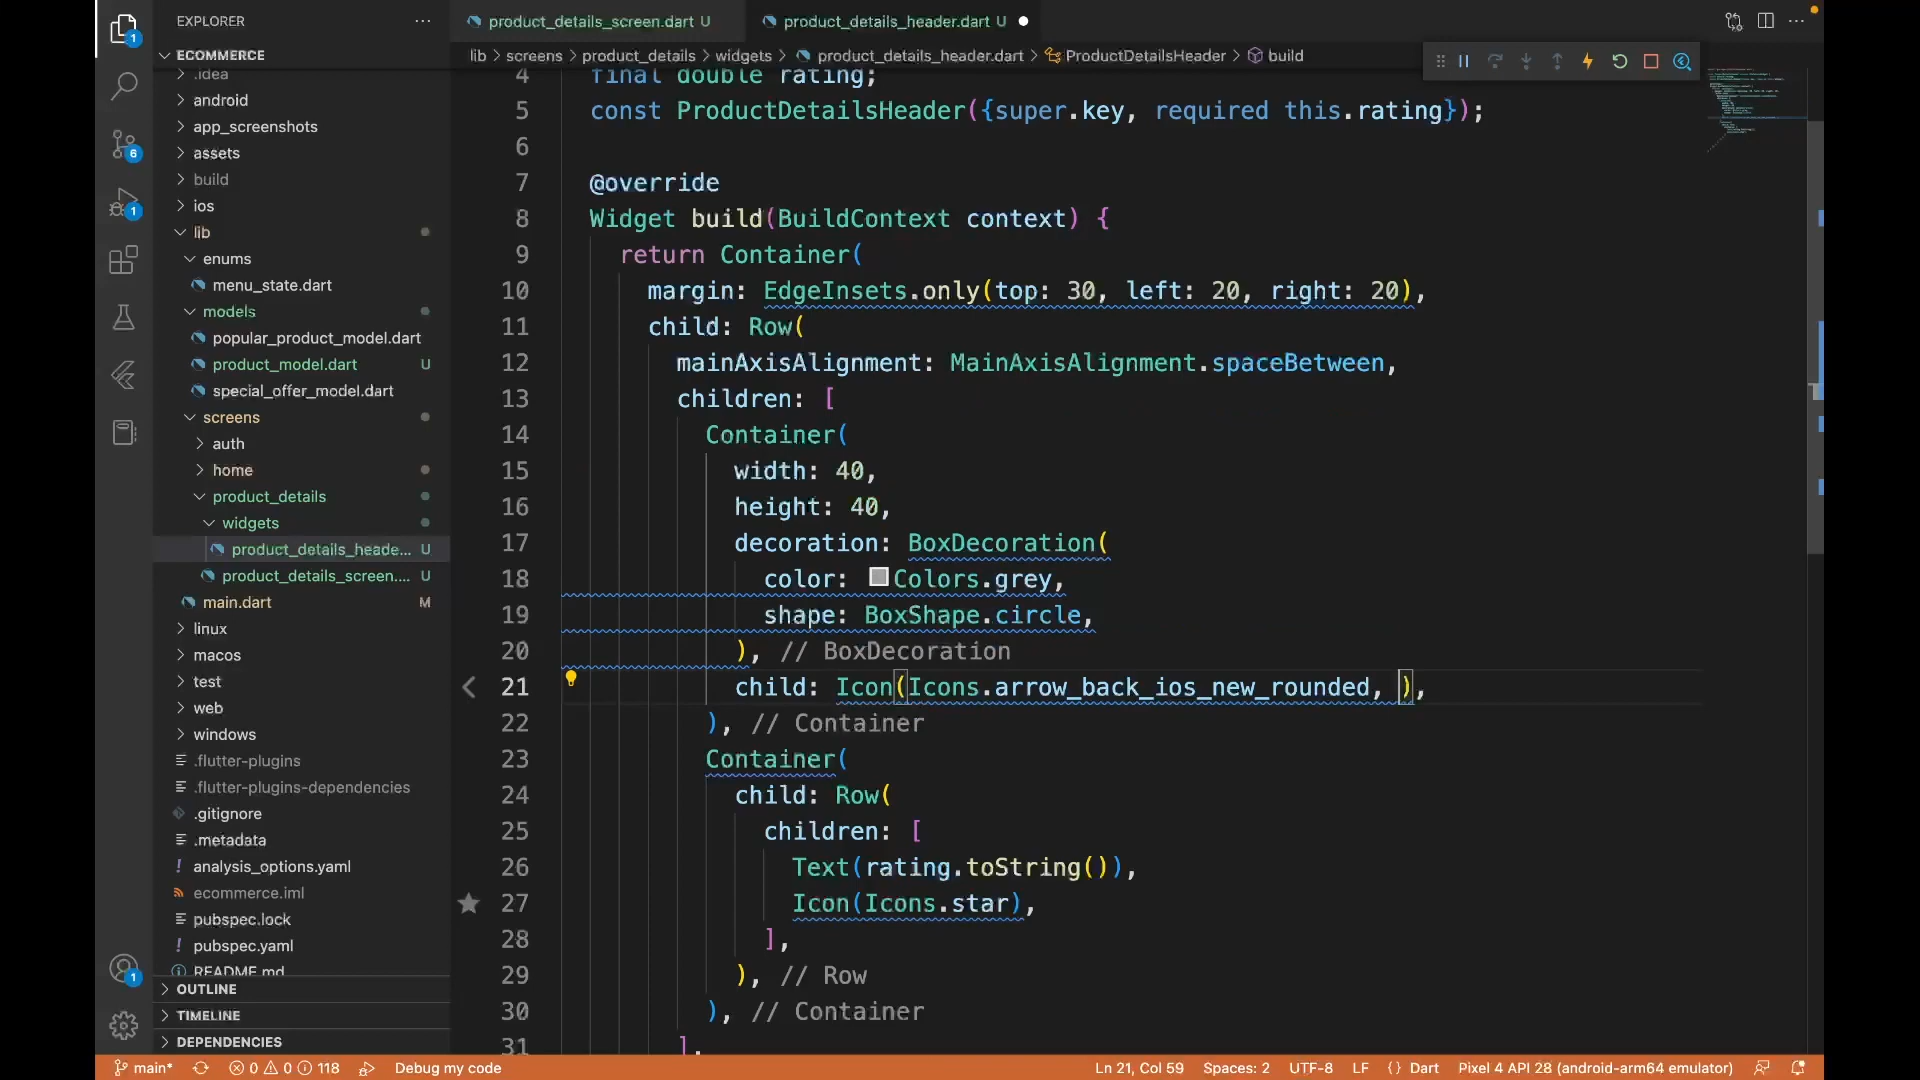 EXPLORER
ECOMMERCE
.idea
android
app_screenshots
assets
build
ios
lib
enums
menu_state.dart
models
popular_product_model.dart
product_model.dart U
special_offer_model.dart
screens
auth
home
product_details
widgets
product_details_heade... U
product_details_screen.... U
main.dart M
linux
macos
test
web
windows
.flutter-plugins
.flutter-plugins-dependencies
.gitignore
.metadata
analysis_options.yaml
ecommerce.iml
pubspec.lock
pubspec.yaml
README.md
OUTLINE
TIMELINE
DEPENDENCIES
1
6
1
1
product_details_screen.dart U
product_details_header.dart U
lib > screens > product_details > widgets > product_details_header.dart > ProductDetailsHeader > build
4 final double rating;
5 const ProductDetailsHeader({super.key, required this.rating});
6
7 @override
8 Widget build(BuildContext context) {
9 return Container(
10 margin: EdgeInsets.only(top: 30, left: 20, right: 20),
11 child: Row(
12 mainAxisAlignment: MainAxisAlignment.spaceBetween,
13 children: [
14 Container(
15 width: 40,
16 height: 40,
17 decoration: BoxDecoration(
18 color: Colors.grey,
19 shape: BoxShape.circle,
20 ), // BoxDecoration
21 child: Icon(Icons.arrow_back_ios_new_rounded, ),
22 ), // Container
23 Container(
24 child: Row(
25 children: [
26 Text(rating.toString()),
27 Icon(Icons.star),
28 ],
29 ), // Row
30 ), // Container
31 ],
main* 0 0 118 Debug my code Ln 21, Col 59 Spaces: 2 UTF-8 LF {} Dart Pixel 4 API 28 (android-arm64 emulator)